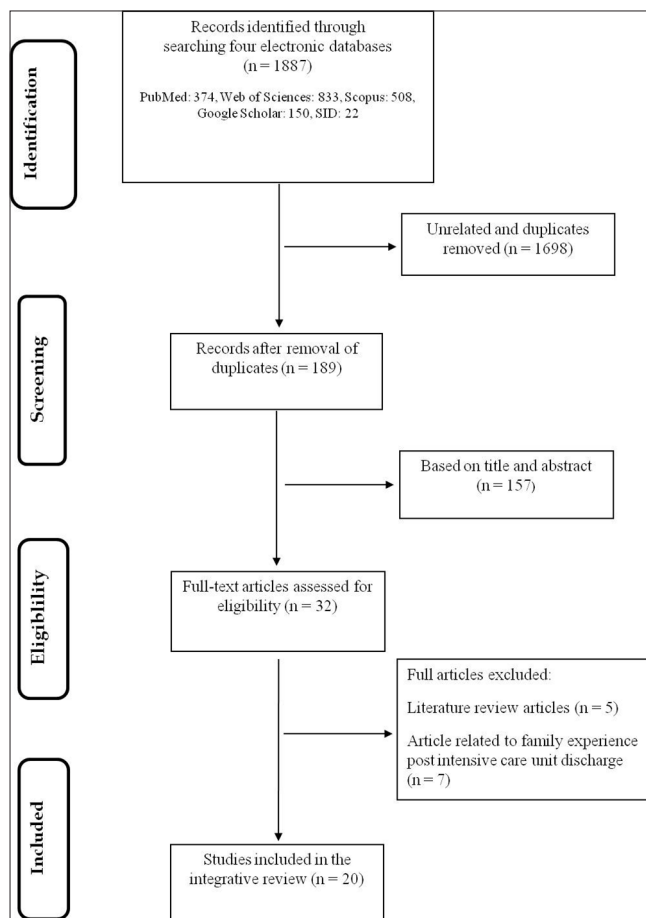 Identification
Records identified through
searching four electronic databases
(n = 1887)
PubMed: 374, Web of Sciences: 833, Scopus: 508,
Google Scholar: 150, SID: 22
Unrelated and duplicates
removed (n = 1698)
Screening
Records after removal of
duplicates (n = 189)
Based on title and abstract
(n = 157)
Eligiblility
Full-text articles assessed for
eligibility (n = 32)
Full articles excluded:
Literature review articles (n = 5)
Article related to family experience
post intensive care unit discharge
(n = 7)
Included
Studies included in the
integrative review (n = 20)